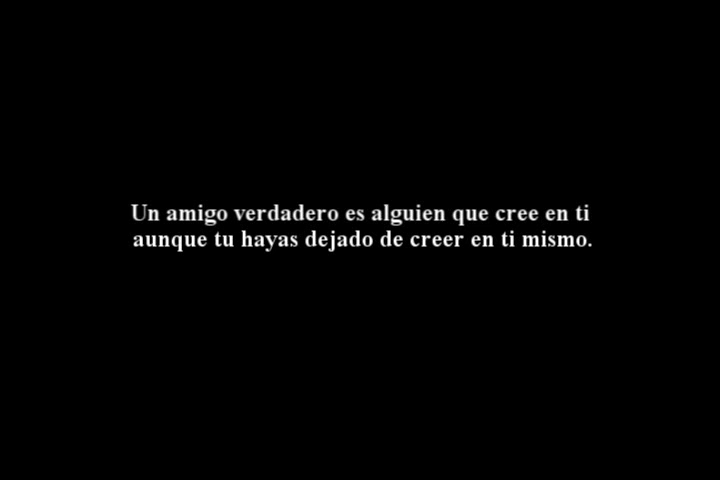 Un amigo verdadero es alguien que cree en ti
aunque tu hayas dejado de creer en ti mismo.